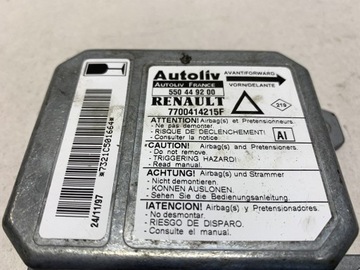 Autoliv
AUTOLIV FRANCE
550 44 92 00
RENAULT
7700414215F
AVANT/FORWARD
VORN/DELANTE
219
ATTENTION! Airbag(s) et Pretensionneurs.
- Ne pas demonter.
- RISQUE DE DECLENCHEMENT!
- Consulter la notice.
AI
CAUTION! Airbag(s) and Pretensioners.
- Do not remove.
- TRIGGERING HAZARD!
- Read manual.
ACHTUNG! Airbag(s) und Strammer
- Nicht demontieren.
- KONNEN AUSLONEN.
- Sehen Sie die Bedienungsanleitung.
!ATENCION! Airbag(s) y Pretensionadores.
- No desmontar.
- RIESGO DE DISPARO.
- Consultar el Manual.
24/11/97